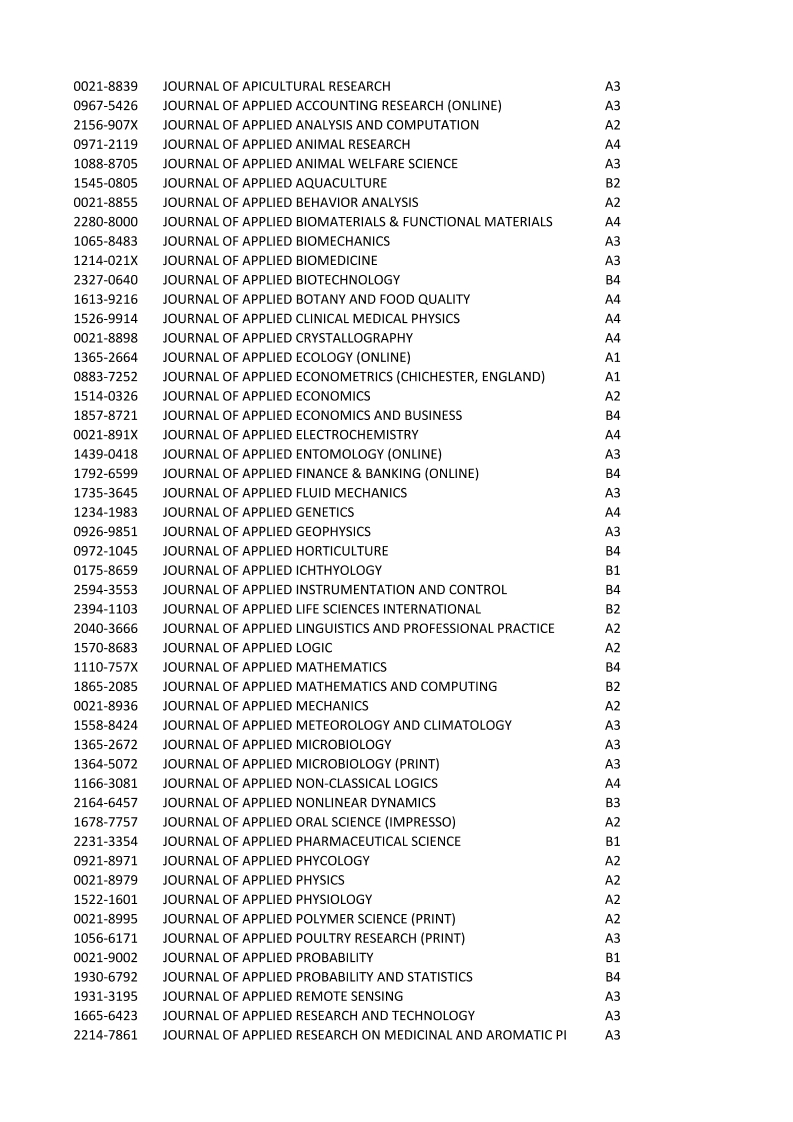 0021-8839 JOURNAL OF APICULTURAL RESEARCH A3
0967-5426 JOURNAL OF APPLIED ACCOUNTING RESEARCH (ONLINE) A3
2156-907X JOURNAL OF APPLIED ANALYSIS AND COMPUTATION A2
0971-2119 JOURNAL OF APPLIED ANIMAL RESEARCH A4
1088-8705 JOURNAL OF APPLIED ANIMAL WELFARE SCIENCE A3
1545-0805 JOURNAL OF APPLIED AQUACULTURE B2
0021-8855 JOURNAL OF APPLIED BEHAVIOR ANALYSIS A2
2280-8000 JOURNAL OF APPLIED BIOMATERIALS & FUNCTIONAL MATERIALS A4
1065-8483 JOURNAL OF APPLIED BIOMECHANICS A3
1214-021X JOURNAL OF APPLIED BIOMEDICINE A3
2327-0640 JOURNAL OF APPLIED BIOTECHNOLOGY B4
1613-9216 JOURNAL OF APPLIED BOTANY AND FOOD QUALITY A4
1526-9914 JOURNAL OF APPLIED CLINICAL MEDICAL PHYSICS A4
0021-8898 JOURNAL OF APPLIED CRYSTALLOGRAPHY A4
1365-2664 JOURNAL OF APPLIED ECOLOGY (ONLINE) A1
0883-7252 JOURNAL OF APPLIED ECONOMETRICS (CHICHESTER, ENGLAND) A1
1514-0326 JOURNAL OF APPLIED ECONOMICS A2
1857-8721 JOURNAL OF APPLIED ECONOMICS AND BUSINESS B4
0021-891X JOURNAL OF APPLIED ELECTROCHEMISTRY A4
1439-0418 JOURNAL OF APPLIED ENTOMOLOGY (ONLINE) A3
1792-6599 JOURNAL OF APPLIED FINANCE & BANKING (ONLINE) B4
1735-3645 JOURNAL OF APPLIED FLUID MECHANICS A3
1234-1983 JOURNAL OF APPLIED GENETICS A4
0926-9851 JOURNAL OF APPLIED GEOPHYSICS A3
0972-1045 JOURNAL OF APPLIED HORTICULTURE B4
0175-8659 JOURNAL OF APPLIED ICHTHYOLOGY B1
2594-3553 JOURNAL OF APPLIED INSTRUMENTATION AND CONTROL B4
2394-1103 JOURNAL OF APPLIED LIFE SCIENCES INTERNATIONAL B2
2040-3666 JOURNAL OF APPLIED LINGUISTICS AND PROFESSIONAL PRACTICE A2
1570-8683 JOURNAL OF APPLIED LOGIC A2
1110-757X JOURNAL OF APPLIED MATHEMATICS B4
1865-2085 JOURNAL OF APPLIED MATHEMATICS AND COMPUTING B2
0021-8936 JOURNAL OF APPLIED MECHANICS A2
1558-8424 JOURNAL OF APPLIED METEOROLOGY AND CLIMATOLOGY A3
1365-2672 JOURNAL OF APPLIED MICROBIOLOGY A3
1364-5072 JOURNAL OF APPLIED MICROBIOLOGY (PRINT) A3
1166-3081 JOURNAL OF APPLIED NON-CLASSICAL LOGICS A4
2164-6457 JOURNAL OF APPLIED NONLINEAR DYNAMICS B3
1678-7757 JOURNAL OF APPLIED ORAL SCIENCE (IMPRESSO) A2
2231-3354 JOURNAL OF APPLIED PHARMACEUTICAL SCIENCE B1
0921-8971 JOURNAL OF APPLIED PHYCOLOGY A2
0021-8979 JOURNAL OF APPLIED PHYSICS A2
1522-1601 JOURNAL OF APPLIED PHYSIOLOGY A2
0021-8995 JOURNAL OF APPLIED POLYMER SCIENCE (PRINT) A2
1056-6171 JOURNAL OF APPLIED POULTRY RESEARCH (PRINT) A3
0021-9002 JOURNAL OF APPLIED PROBABILITY B1
1930-6792 JOURNAL OF APPLIED PROBABILITY AND STATISTICS B4
1931-3195 JOURNAL OF APPLIED REMOTE SENSING A3
1665-6423 JOURNAL OF APPLIED RESEARCH AND TECHNOLOGY A3
2214-7861 JOURNAL OF APPLIED RESEARCH ON MEDICINAL AND AROMATIC Pl A3